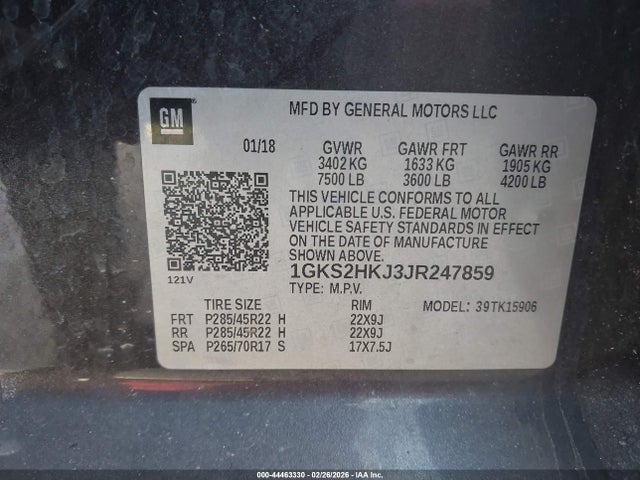 GM
MFD BY GENERAL MOTORS LLC
01/18 GVWR GAWR FRT GAWR RR
3402 KG 1633 KG 1905 KG
7500 LB 3600 LB 4200 LB
THIS VEHICLE CONFORMS TO ALL
APPLICABLE U.S. FEDERAL MOTOR
VEHICLE SAFETY STANDARDS IN EFFECT
ON THE DATE OF MANUFACTURE
SHOWN ABOVE.
1GKS2HKJ3JR247859
121V
TYPE: M.P.V. MODEL: 39TK15906
TIRE SIZE RIM
FRT P285/45R22 H 22X9J
RR P285/45R22 H 22X9J
SPA P265/70R17 S 17X7.5J
000-44463330 - 02/26/2026 - IAA, Inc.